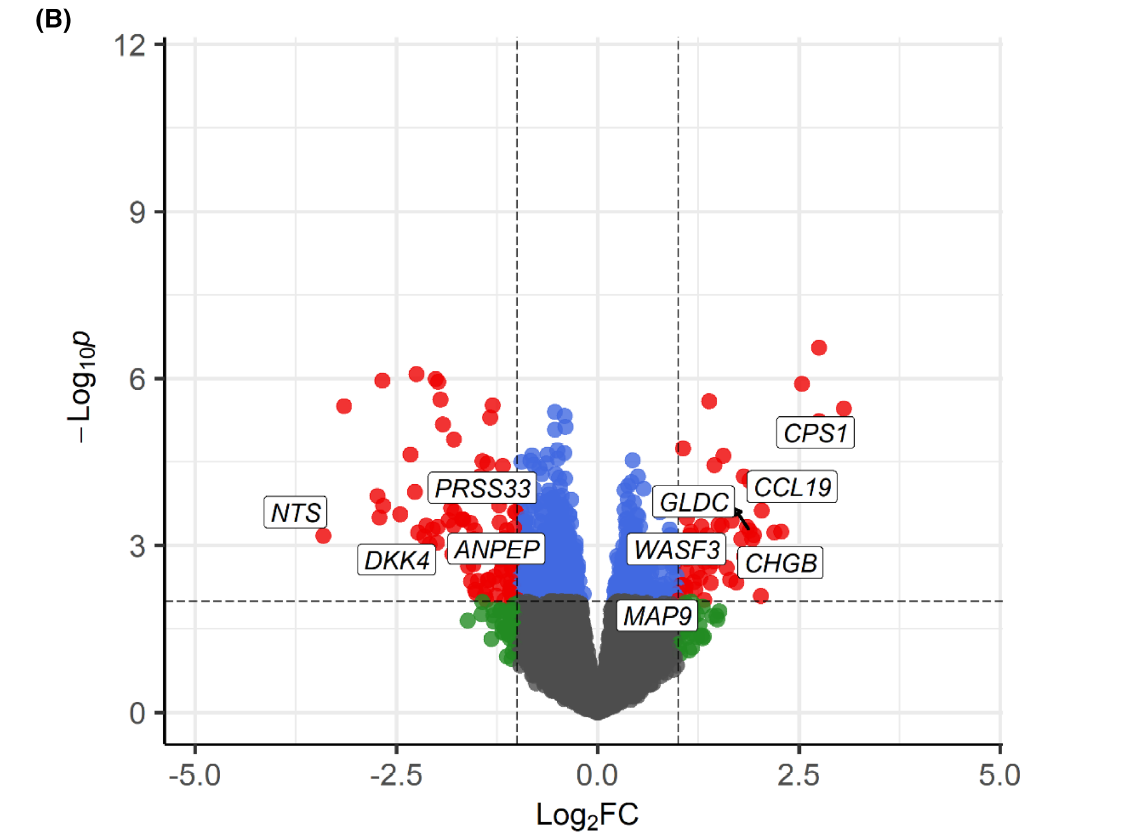 (B)
12
9
6
3
0
– Log10p
CPS1
PRSS33
CCL19
GLDC
NTS
DKK4
ANPEP
WASF3
CHGB
MAP9
-5.0
-2.5
0.0
2.5
5.0
Log2FC